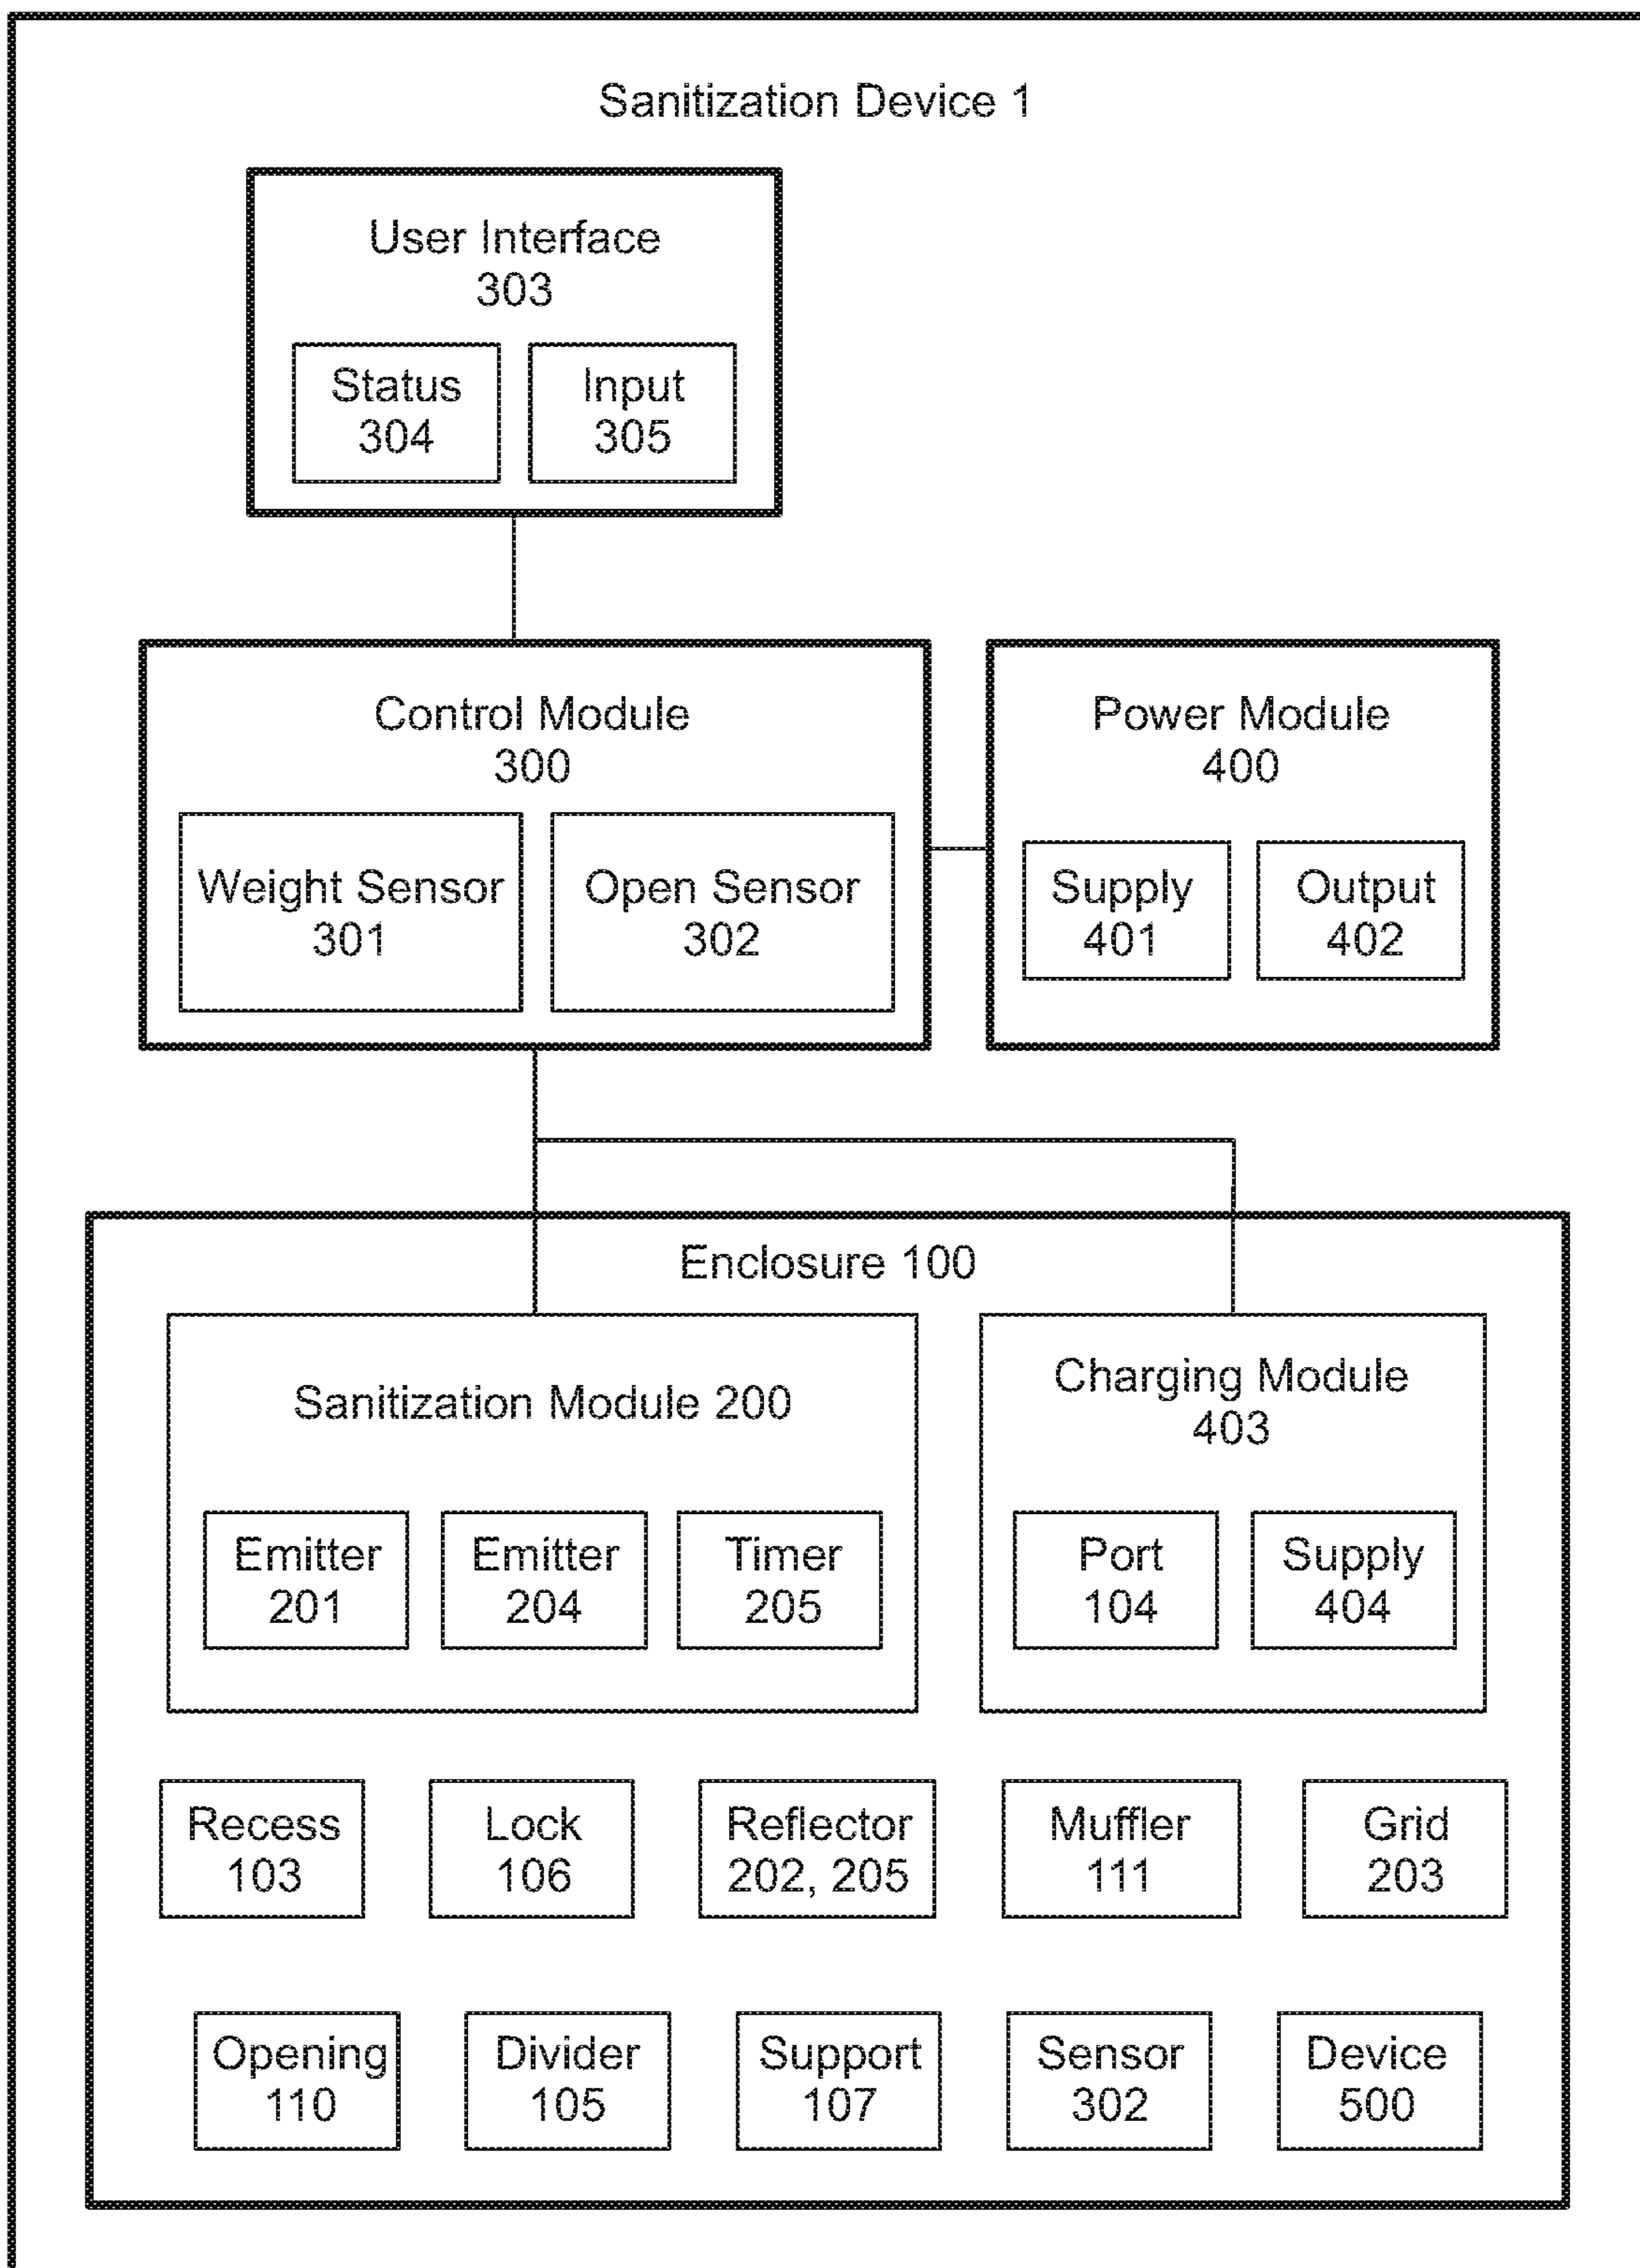 Sanitization Device 1
User Interface
303
Status
304
Input
305
Control Module
300
Weight Sensor
301
Open Sensor
302
Power Module
400
Supply
401
Output
402
Enclosure 100
Sanitization Module 200
Emitter
201
Emitter
204
Timer
205
Charging Module
403
Port
104
Supply
404
Recess
103
Lock
106
Reflector
202, 205
Muffler
111
Grid
203
Opening
110
Divider
105
Support
107
Sensor
302
Device
500